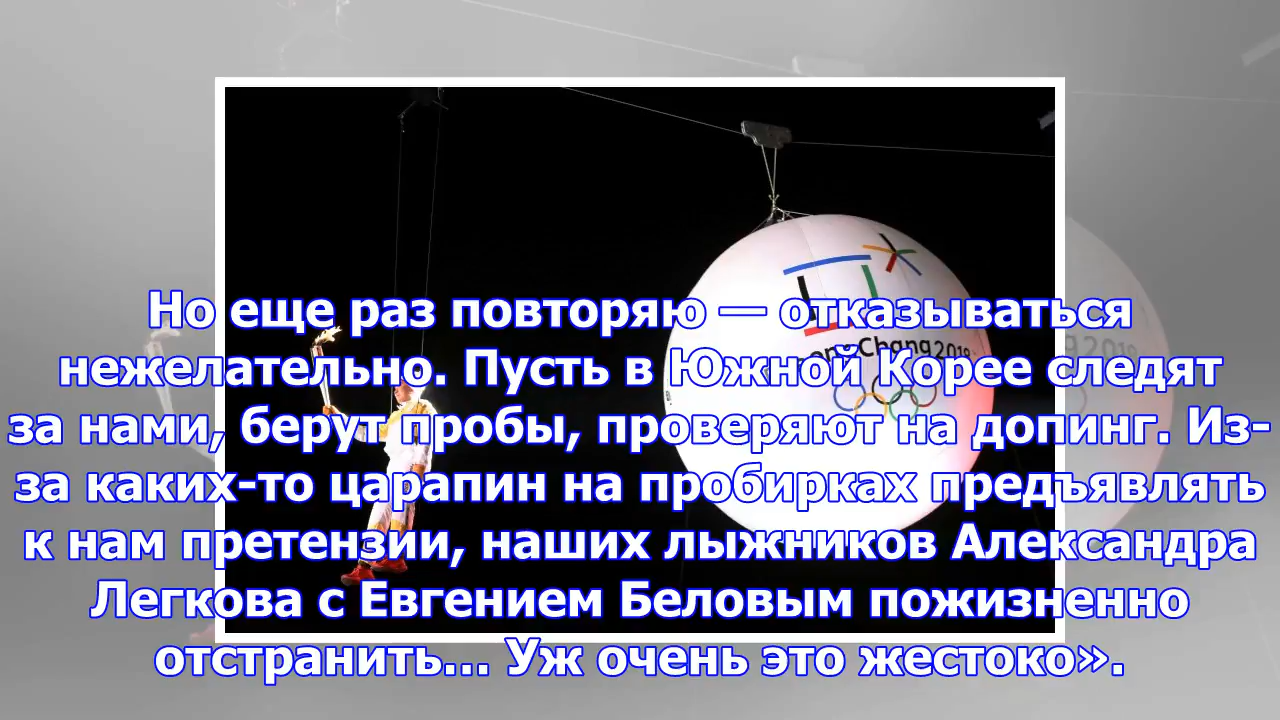 Но еще раз повторяю — отказываться
нежелательно. Пусть в Южной Корее следят
за нами, берут пробы, проверяют на допинг. Из-
за каких-то царапин на пробирках предъявлять
к нам претензии, наших лыжников Александра
Легкова с Евгением Беловым пожизненно
отстранить... Уж очень это жестоко».